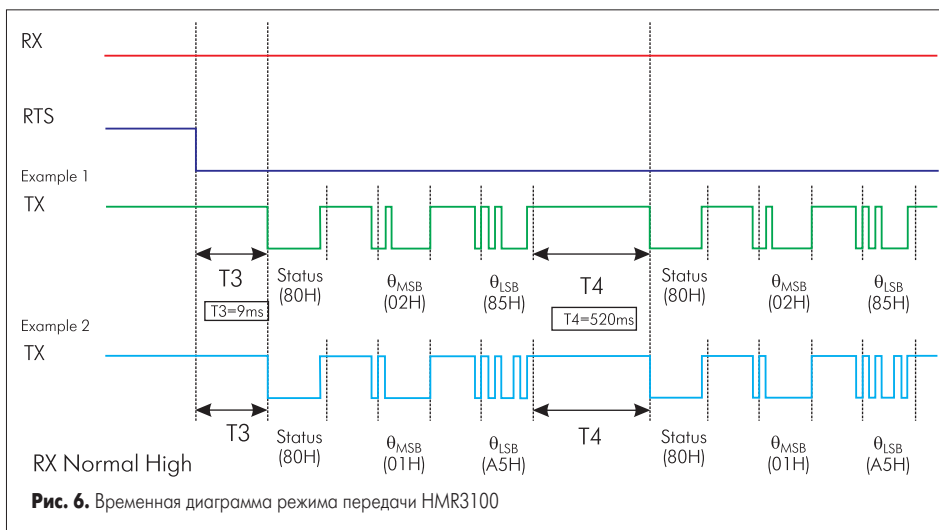 RX
RTS
Example 1
TX
T3
Status
(80H)
θMSB
(02H)
θLSB
(85H)
T4
Status
(80H)
θMSB
(02H)
θLSB
(85H)
T3=9ms
T4=520ms
Example 2
TX
T3
Status
(80H)
θMSB
(01H)
θLSB
(A5H)
T4
Status
(80H)
θMSB
(01H)
θLSB
(A5H)
RX Normal High
Рис. 6. Временная диаграмма режима передачи HMR3100